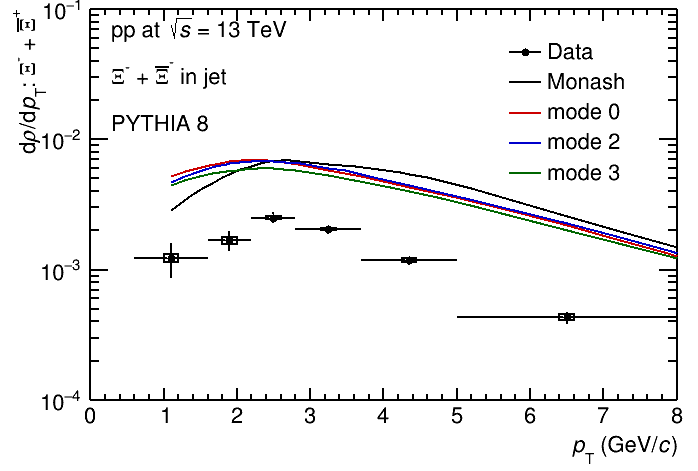 pp at √s = 13 TeV
Ξ⁻ + Ξ̅⁻ in jet
PYTHIA 8
Data
Monash
mode 0
mode 2
mode 3
dρ/dp_T: Ξ⁻ + Ξ̅⁺
10⁻¹
10⁻²
10⁻³
10⁻⁴
0 1 2 3 4 5 6 7 8
p_T (GeV/c)